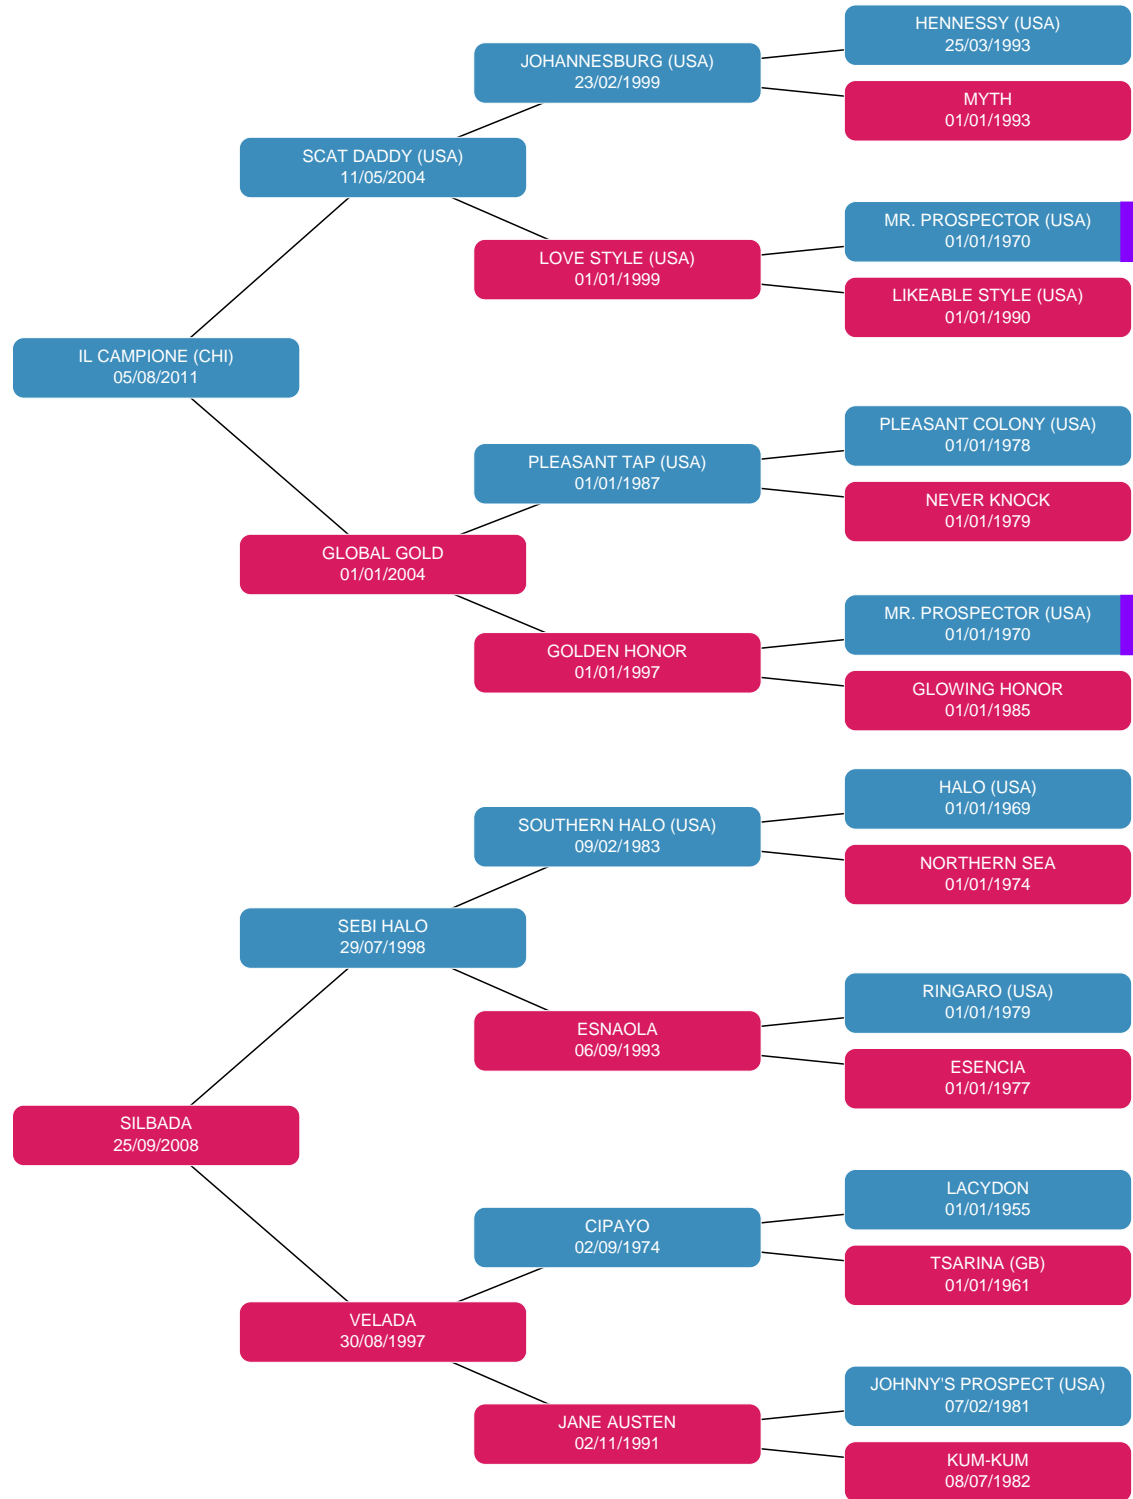 HENNESSY (USA)
25/03/1993
JOHANNESBURG (USA)
23/02/1999
MYTH
01/01/1993
SCAT DADDY (USA)
11/05/2004
MR. PROSPECTOR (USA)
01/01/1970
LOVE STYLE (USA)
01/01/1999
LIKEABLE STYLE (USA)
01/01/1990
IL CAMPIONE (CHI)
05/08/2011
PLEASANT COLONY (USA)
01/01/1978
PLEASANT TAP (USA)
01/01/1987
NEVER KNOCK
01/01/1979
GLOBAL GOLD
01/01/2004
MR. PROSPECTOR (USA)
01/01/1970
GOLDEN HONOR
01/01/1997
GLOWING HONOR
01/01/1985
HALO (USA)
01/01/1969
SOUTHERN HALO (USA)
09/02/1983
NORTHERN SEA
01/01/1974
SEBI HALO
29/07/1998
RINGARO (USA)
01/01/1979
ESNAOLA
06/09/1993
ESENCIA
01/01/1977
SILBADA
25/09/2008
LACYDON
01/01/1955
CIPAYO
02/09/1974
TSARINA (GB)
01/01/1961
VELADA
30/08/1997
JOHNNY'S PROSPECT (USA)
07/02/1981
JANE AUSTEN
02/11/1991
KUM-KUM
08/07/1982